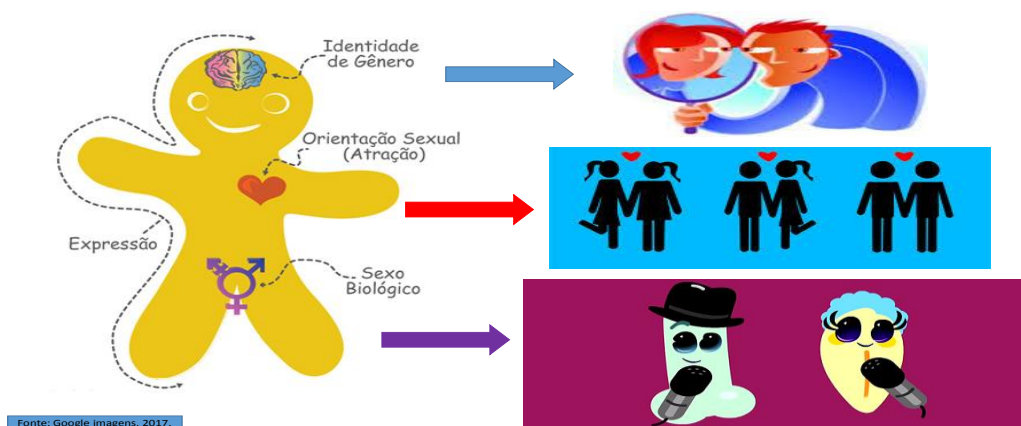 Identidade
de Gênero
Orientação Sexual
(Atração)
Expressão
Sexo
Biológico
Fonte: Google imagens, 2017.